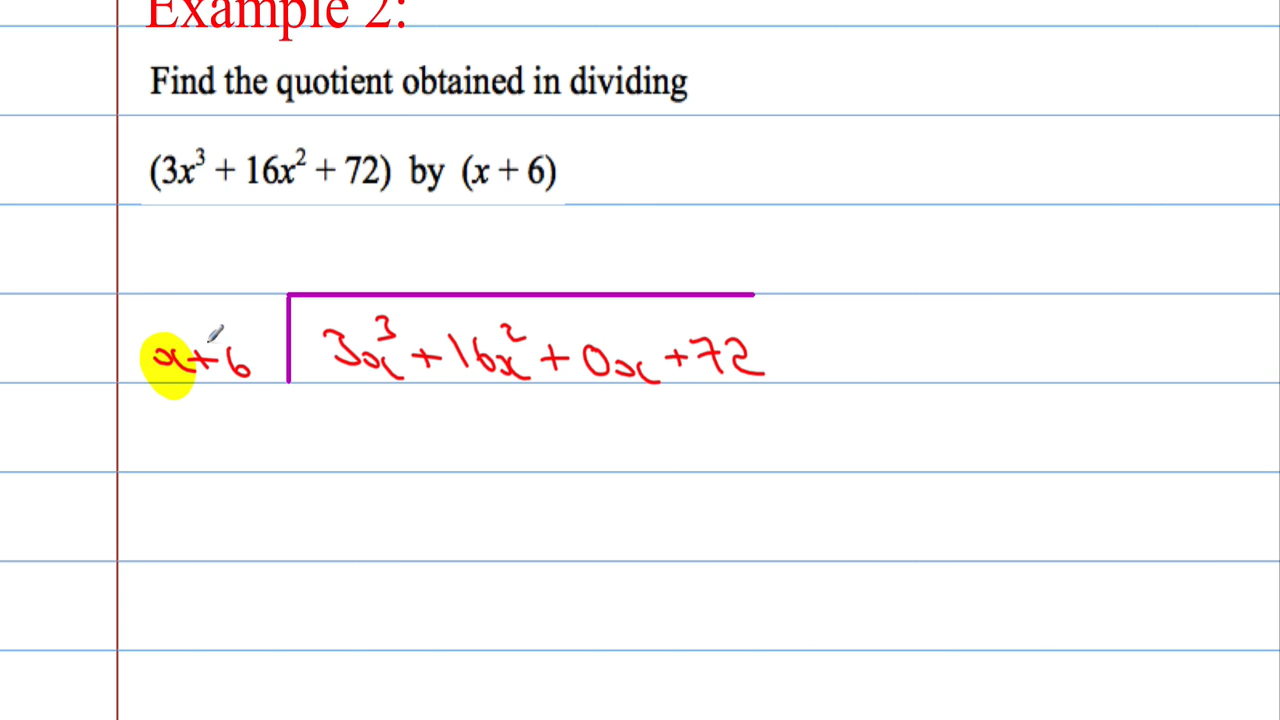 Example 2:
Find the quotient obtained in dividing
(3x³ + 16x² + 72) by (x + 6)
x+6 3x³+16x²+0x+72